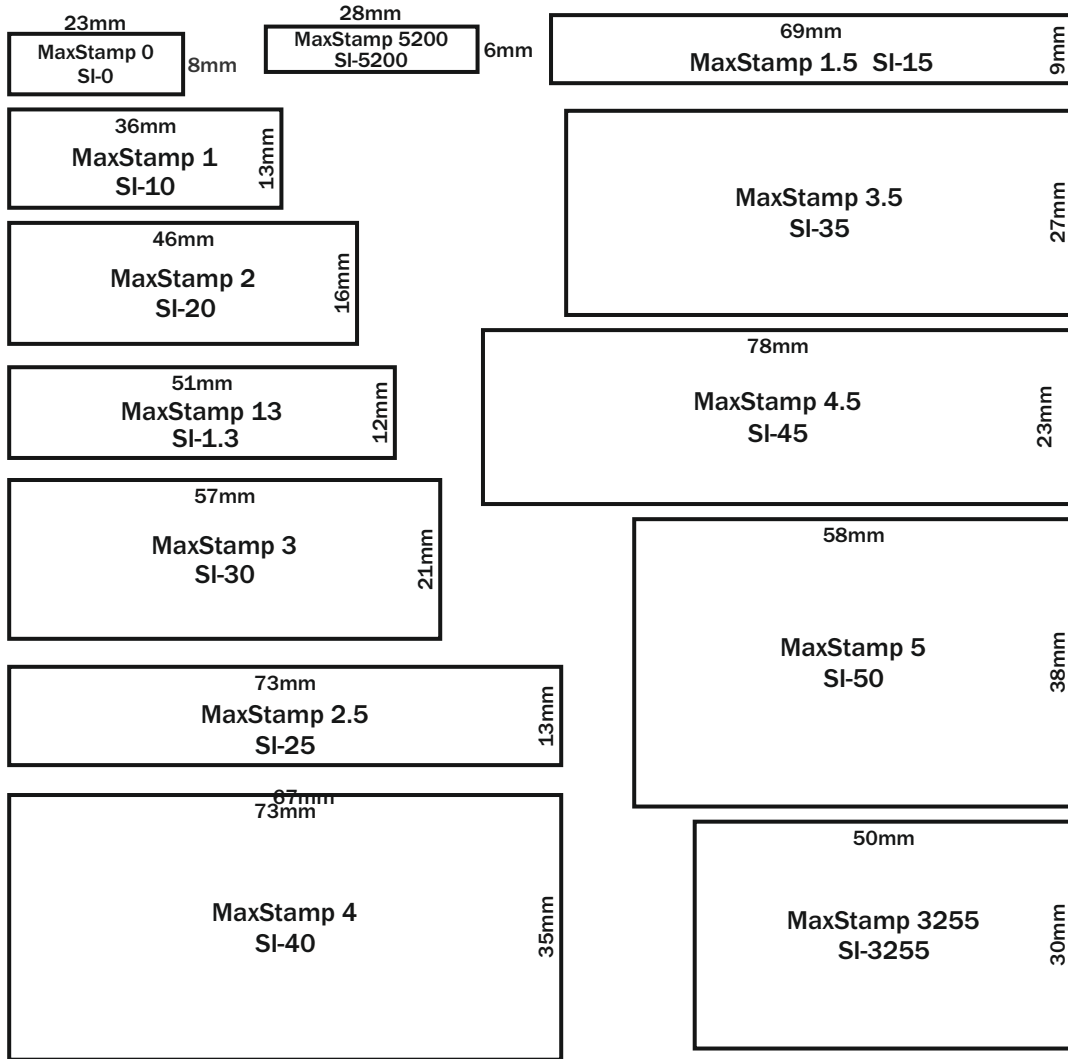 23mm
MaxStamp 0
SI-0
8mm
28mm
MaxStamp 5200
SI-5200
6mm
69mm
MaxStamp 1.5 SI-15
9mm
36mm
MaxStamp 1
SI-10
13mm
MaxStamp 3.5
SI-35
27mm
46mm
MaxStamp 2
SI-20
16mm
78mm
MaxStamp 4.5
SI-45
23mm
51mm
MaxStamp 13
SI-1.3
12mm
57mm
MaxStamp 3
SI-30
21mm
58mm
MaxStamp 5
SI-50
38mm
73mm
MaxStamp 2.5
SI-25
13mm
67mm
73mm
MaxStamp 4
SI-40
35mm
50mm
MaxStamp 3255
SI-3255
30mm